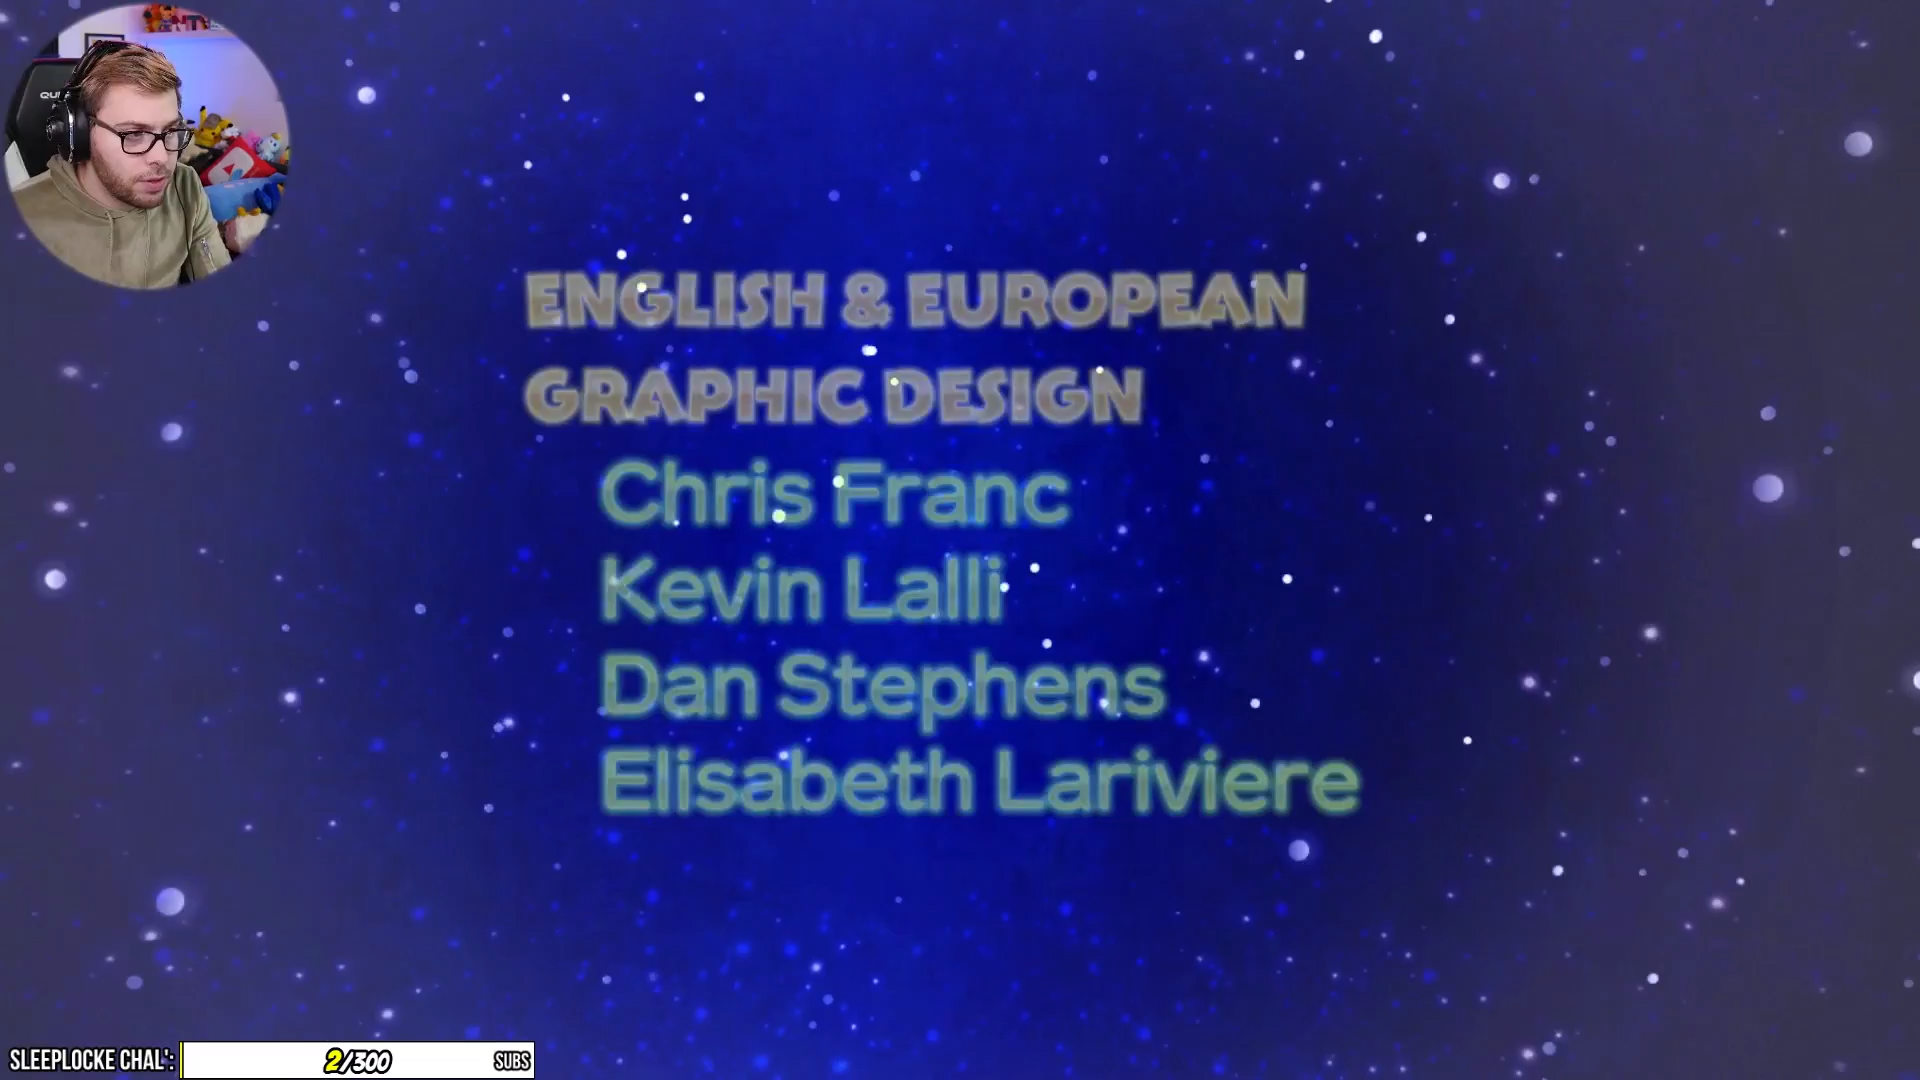 ENGLISH & EUROPEAN
GRAPHIC DESIGN
Chris Franc
Kevin Lalli
Dan Stephens
Elisabeth Lariviere
SLEEPLOCKE CHAL': 2/300 SUBS